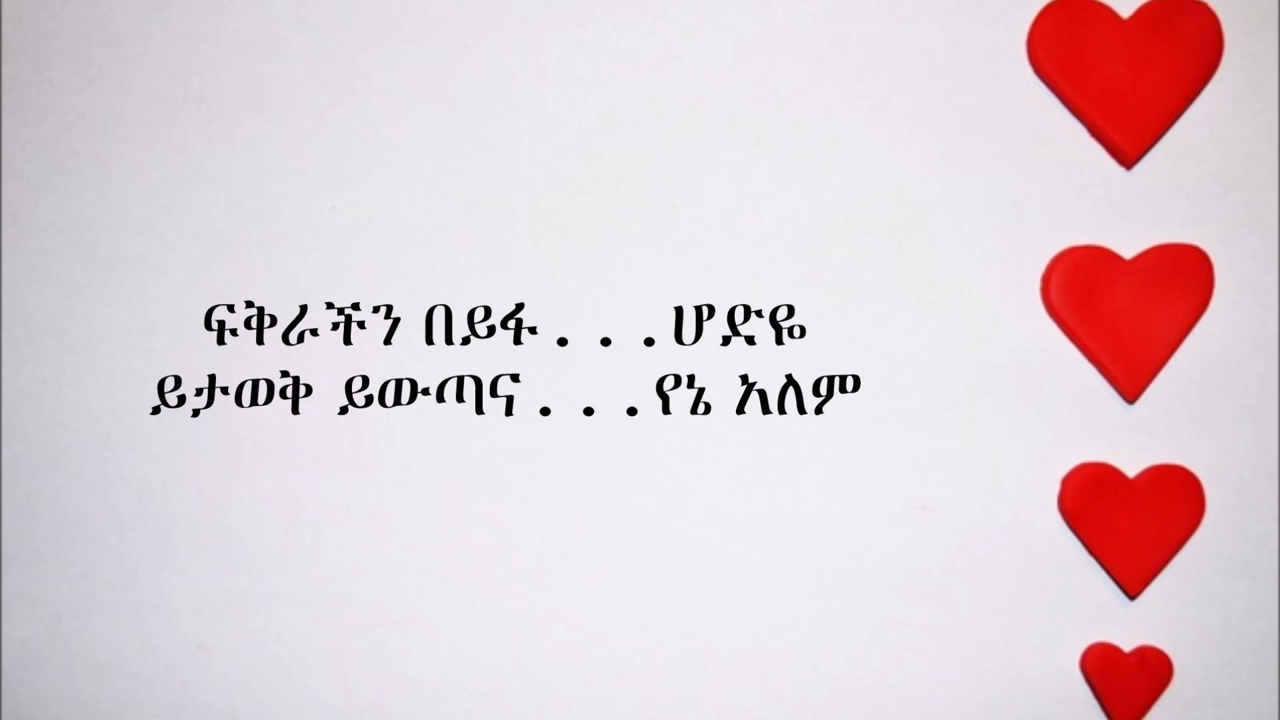 ፍቅራችን በይፋ . . . ሆድዬ
ይታወቅ ይውጣና . . . የኔ አለም